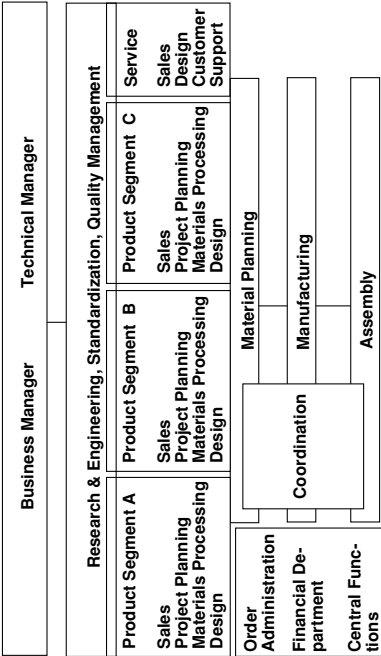 Business Manager Technical Manager
Research & Engineering, Standardization, Quality Management
Product Segment A
Sales
Project Planning
Materials Processing
Design
Product Segment B
Sales
Project Planning
Materials Processing
Design
Product Segment C
Sales
Project Planning
Materials Processing
Design
Service
Sales
Design
Customer
Support
Order
Administration
Financial De-
partment
Central Func-
tions
Coordination
Material Planning
Manufacturing
Assembly